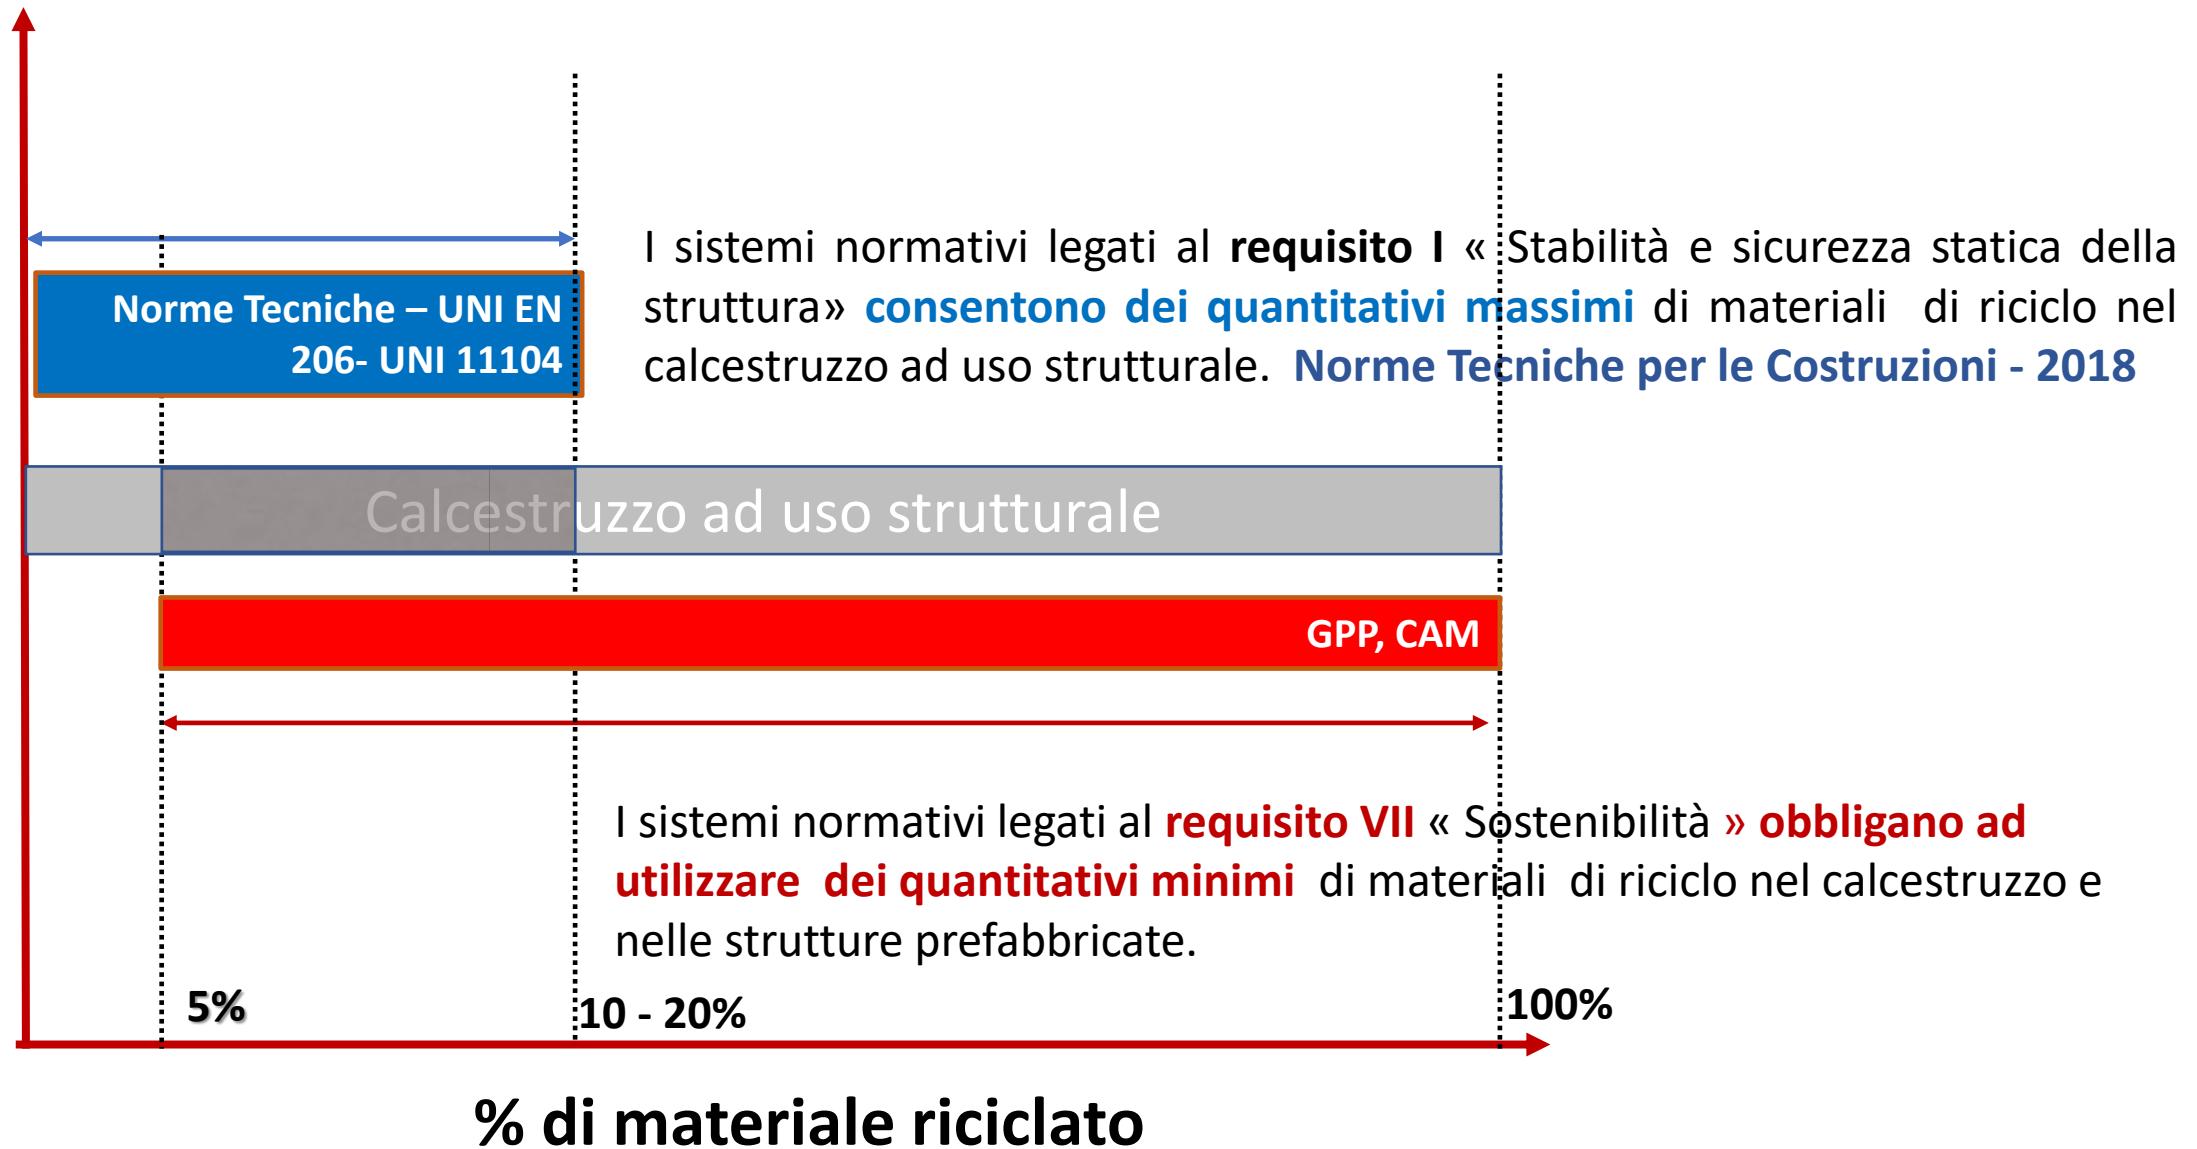 I sistemi normativi legati al requisito I « Stabilità e sicurezza statica della
struttura» consentono dei quantitativi massimi di materiali di riciclo nel
calcestruzzo ad uso strutturale. Norme Tecniche per le Costruzioni - 2018
Norme Tecniche – UNI EN
206- UNI 11104
Calcestruzzo ad uso strutturale
GPP, CAM
I sistemi normativi legati al requisito VII « Sostenibilità » obbligano ad
utilizzare dei quantitativi minimi di materiali di riciclo nel calcestruzzo e
nelle strutture prefabbricate.
5%
10 - 20%
100%
% di materiale riciclato